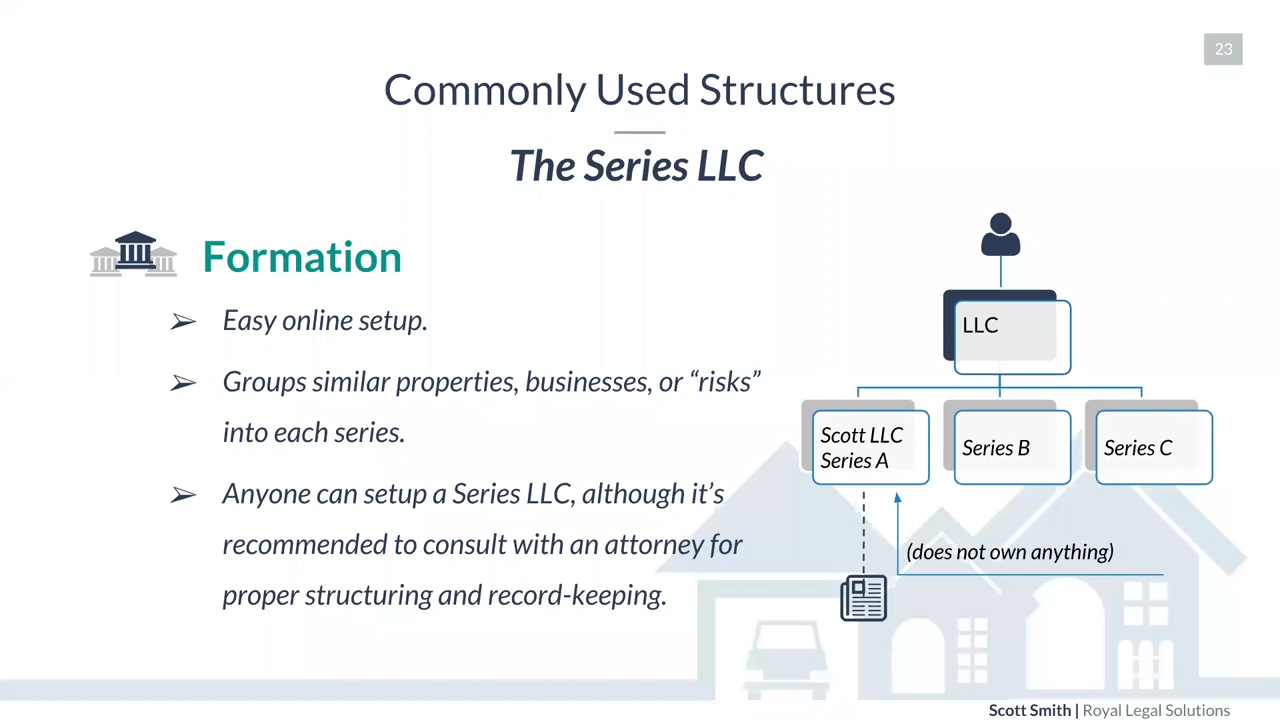 23
Commonly Used Structures
The Series LLC
Formation
➢ Easy online setup.
➢ Groups similar properties, businesses, or “risks”
into each series.
➢ Anyone can setup a Series LLC, although it’s
recommended to consult with an attorney for
proper structuring and record-keeping.
LLC
Scott LLC
Series A
Series B
Series C
(does not own anything)
Scott Smith | Royal Legal Solutions